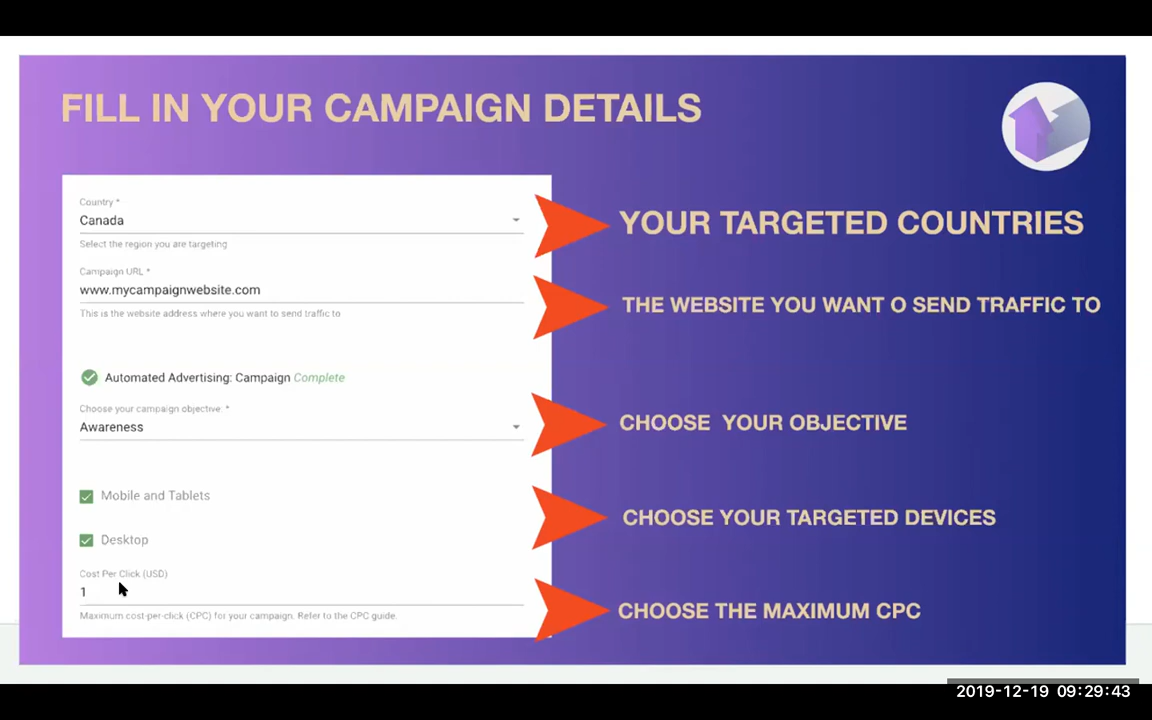 FILL IN YOUR CAMPAIGN DETAILS
Country *
Canada
Select the region you are targeting
YOUR TARGETED COUNTRIES
Campaign URL *
www.mycampaignwebsite.com
This is the website address where you want to send traffic to
THE WEBSITE YOU WANT O SEND TRAFFIC TO
Automated Advertising: Campaign Complete
Choose your campaign objective: *
Awareness
CHOOSE YOUR OBJECTIVE
Mobile and Tablets
CHOOSE YOUR TARGETED DEVICES
Desktop
Cost Per Click (USD)
1
Maximum cost-per-click (CPC) for your campaign. Refer to the CPC guide.
CHOOSE THE MAXIMUM CPC
2019-12-19 09:29:43